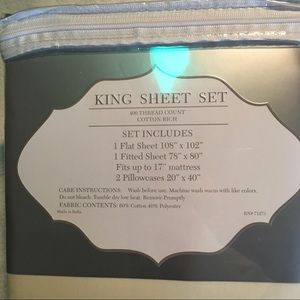 KING SHEET SET
400 THREAD COUNT
COTTON RICH
SET INCLUDES
1 Flat Sheet 108" x 102"
1 Fitted Sheet 78" x 80"
Fits up to 17" mattress
2 Pillowcases 20" x 40"
CARE INSTRUCTIONS: Wash before use. Machine wash warm with like colors.
Do not bleach. Tumble dry low heat. Remove Promptly
FABRIC CONTENTS: 60% Cotton 40% Polyester
Made in India